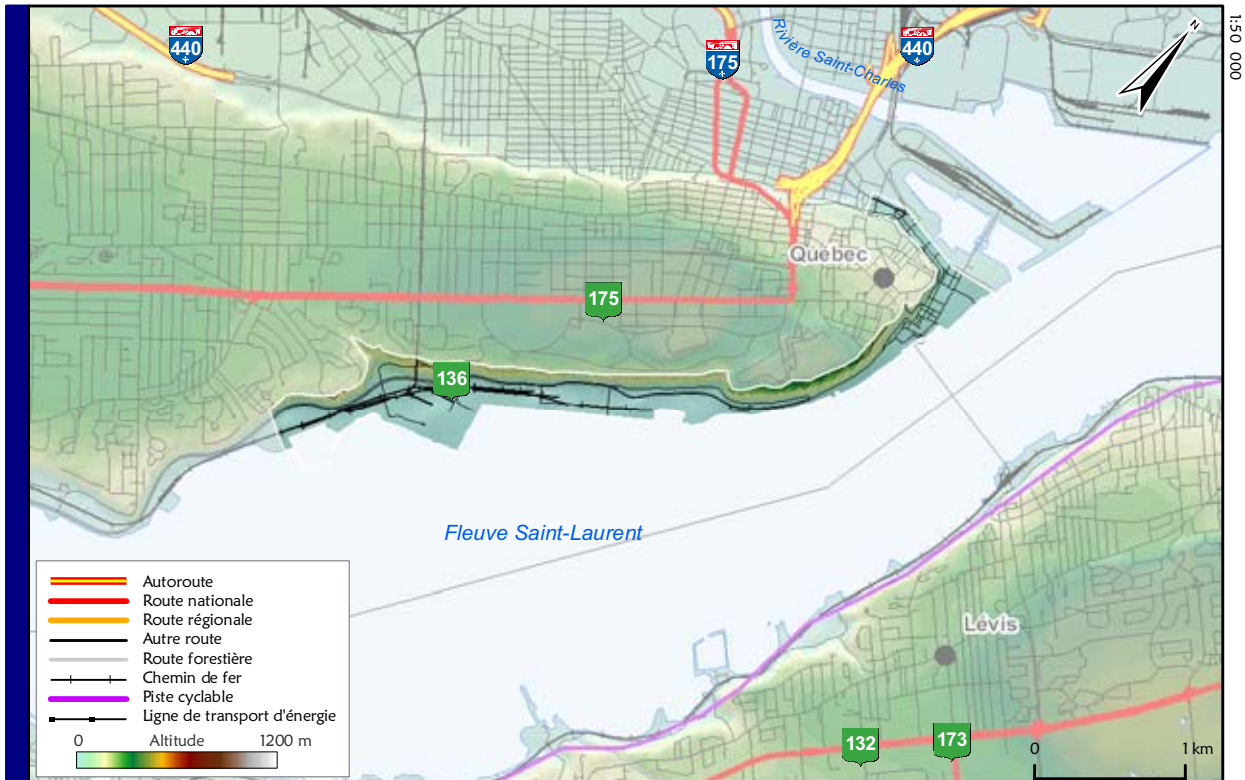 440
175
440
Rivière Saint-Charles
N
1:50 000
Québec
175
136
Fleuve Saint-Laurent
Lévis
132
173
0
1 km
Autoroute
Route nationale
Route régionale
Autre route
Route forestière
Chemin de fer
Piste cyclable
Ligne de transport d'énergie
0 Altitude 1200 m